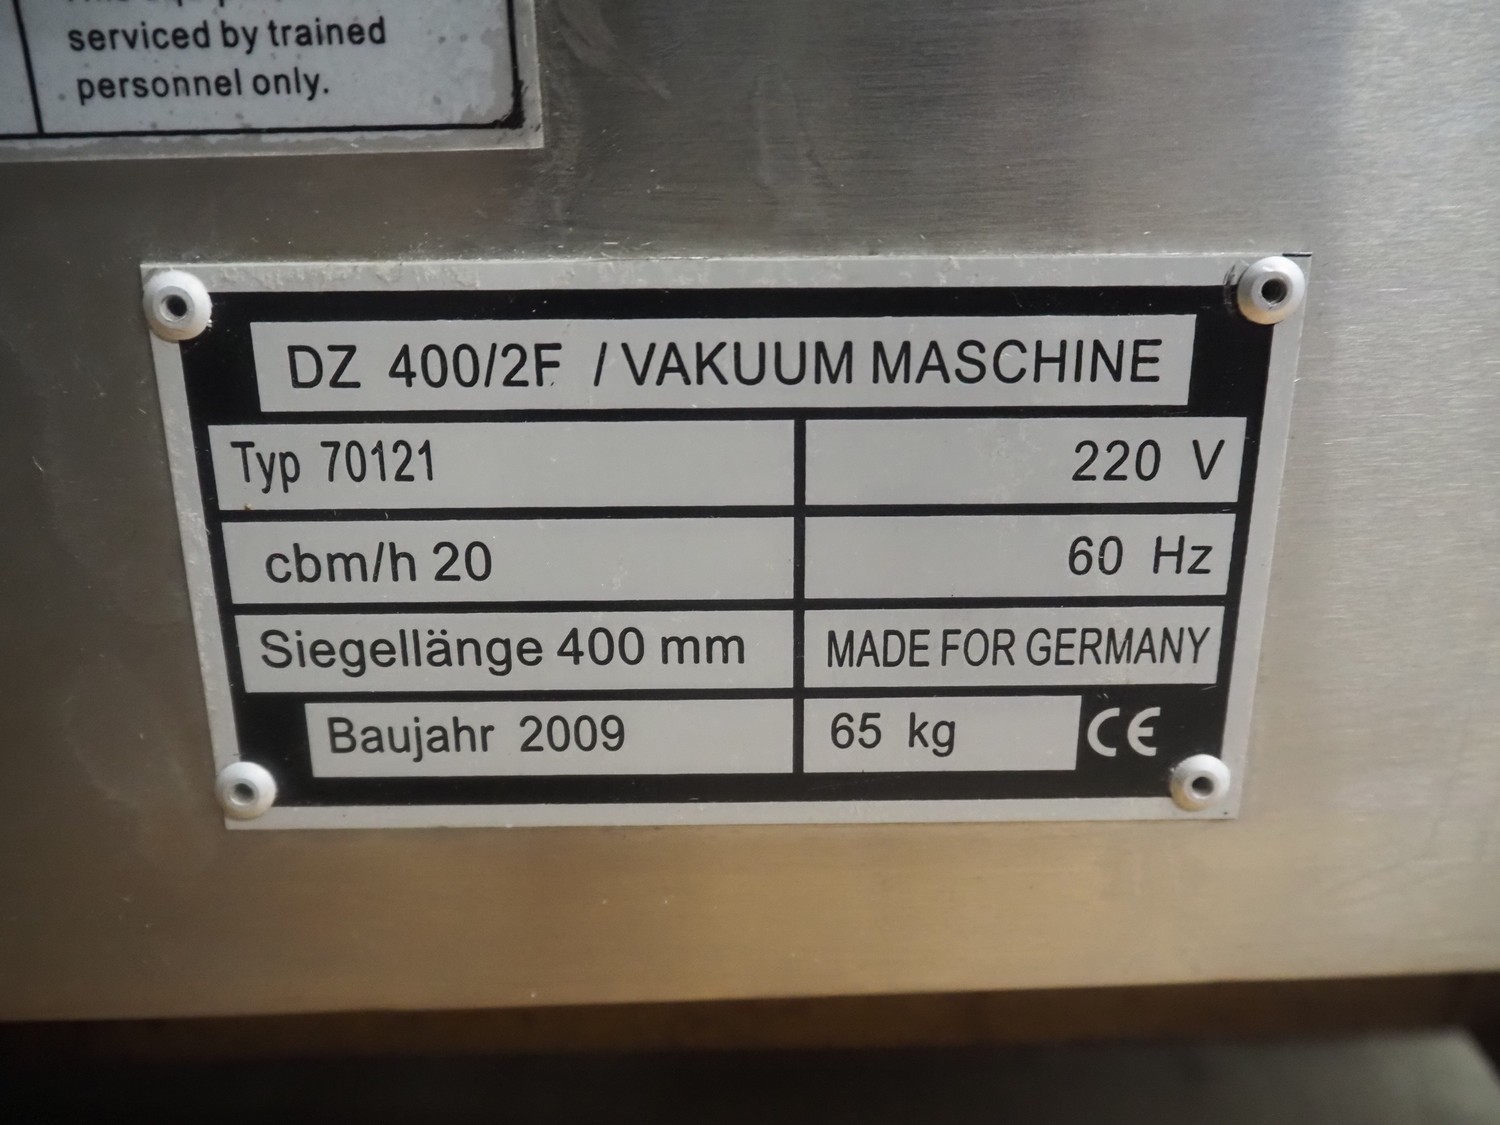 serviced by trained
personnel only.
DZ 400/2F / VAKUUM MASCHINE
Typ 70121 220 V
cbm/h 20 60 Hz
Siegellänge 400 mm MADE FOR GERMANY
Baujahr 2009 65 kg CE